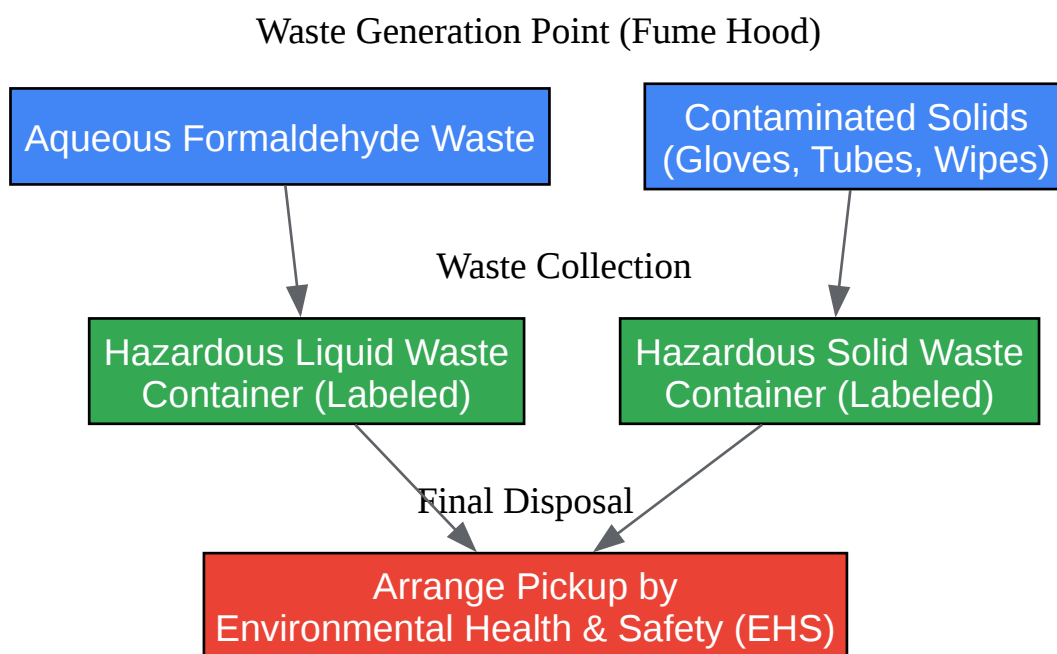 Waste Generation Point (Fume Hood)
Aqueous Formaldehyde Waste
Contaminated Solids
(Gloves, Tubes, Wipes)
Waste Collection
Hazardous Liquid Waste
Container (Labeled)
Hazardous Solid Waste
Container (Labeled)
Final Disposal
Arrange Pickup by
Environmental Health & Safety (EHS)